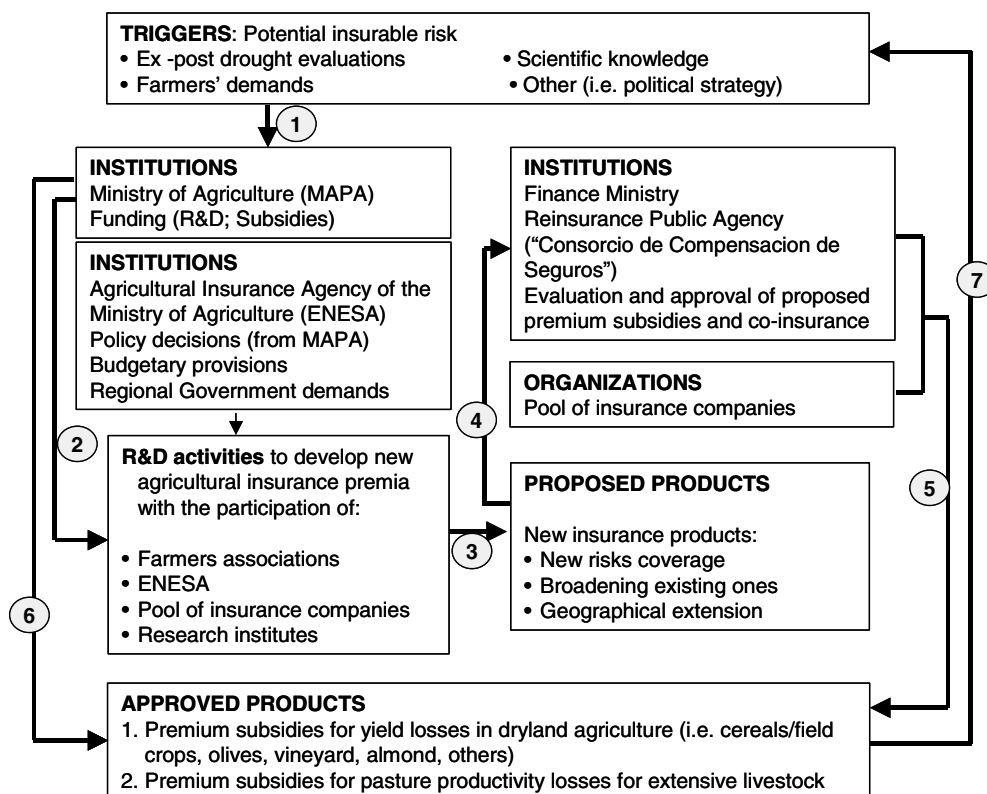 TRIGGERS: Potential insurable risk
• Ex -post drought evaluations
• Scientific knowledge
• Farmers' demands
• Other (i.e. political strategy)
1
INSTITUTIONS
Ministry of Agriculture (MAPA)
Funding (R&D; Subsidies)
INSTITUTIONS
Agricultural Insurance Agency of the
Ministry of Agriculture (ENESA)
Policy decisions (from MAPA)
Budgetary provisions
Regional Government demands
INSTITUTIONS
Finance Ministry
Reinsurance Public Agency
("Consorcio de Compensacion de
Seguros")
Evaluation and approval of proposed
premium subsidies and co-insurance
7
ORGANIZATIONS
Pool of insurance companies
4
2
R&D activities to develop new
agricultural insurance premia
with the participation of:
• Farmers associations
• ENESA
• Pool of insurance companies
• Research institutes
3
PROPOSED PRODUCTS
New insurance products:
• New risks coverage
• Broadening existing ones
• Geographical extension
5
6
APPROVED PRODUCTS
1. Premium subsidies for yield losses in dryland agriculture (i.e. cereals/field
crops, olives, vineyard, almond, others)
2. Premium subsidies for pasture productivity losses for extensive livestock